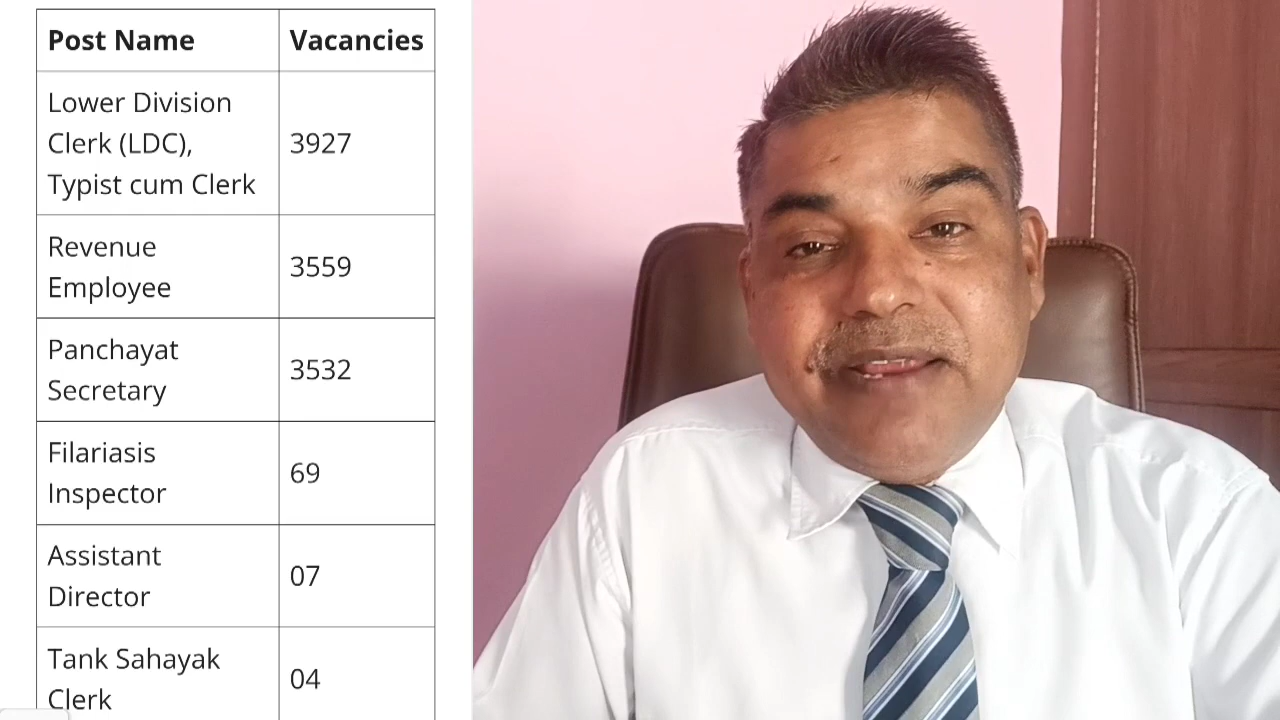 Post Name Vacancies
Lower Division
Clerk (LDC), 3927
Typist cum Clerk
Revenue
Employee 3559
Panchayat
Secretary 3532
Filariasis
Inspector 69
Assistant
Director 07
Tank Sahayak
Clerk 04